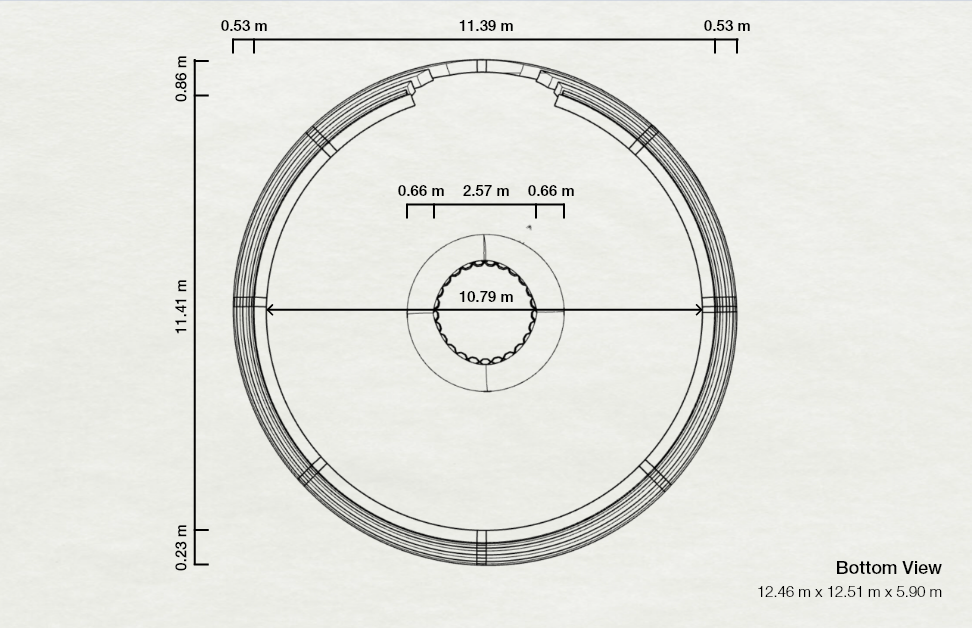 0.53 m 11.39 m 0.53 m
0.86 m
0.66 m 2.57 m 0.66 m
10.79 m
11.41 m
0.23 m
Bottom View
12.46 m x 12.51 m x 5.90 m